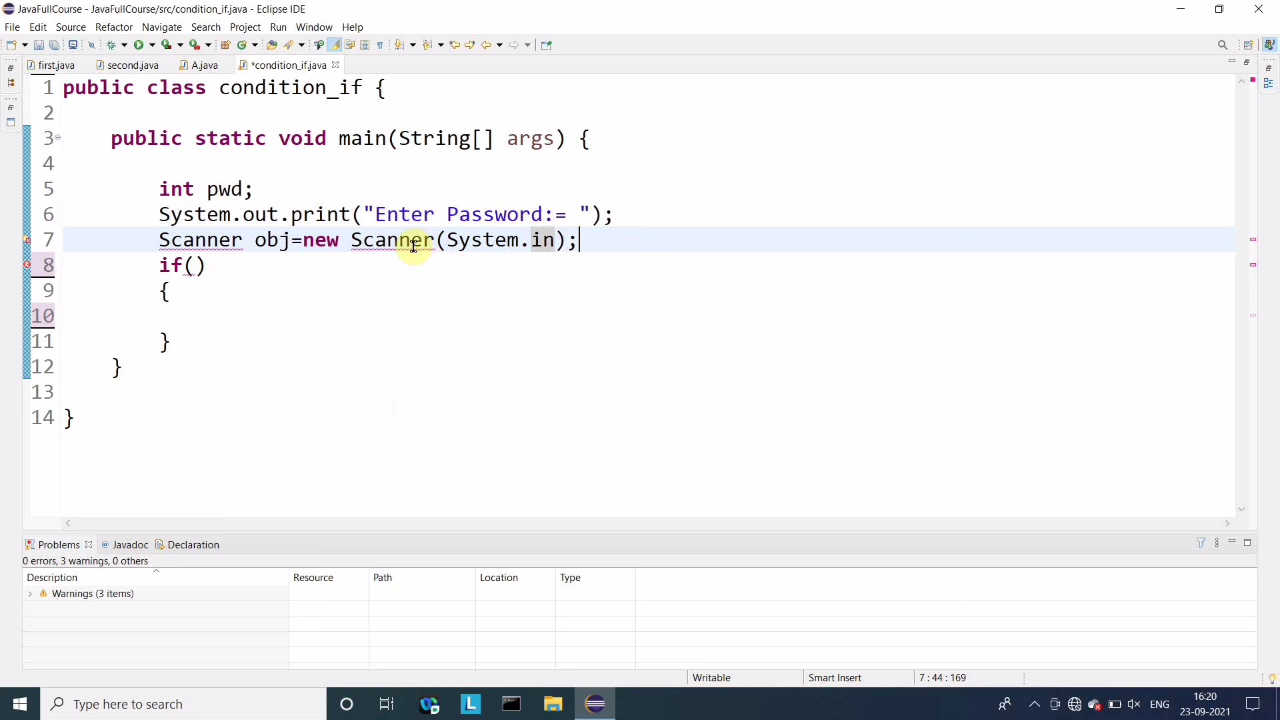 JavaFullCourse - JavaFullCourse/src/condition_if.java - Eclipse IDE
File Edit Source Refactor Navigate Search Project Run Window Help
first.java second.java A.java *condition_if.java
1 public class condition_if {
2
3 public static void main(String[] args) {
4
5 int pwd;
6 System.out.print("Enter Password:= ");
7 Scanner obj=new Scanner(System.in);
8 if()
9 {
10
11 }
12 }
13
14 }
Problems Javadoc Declaration
0 errors, 3 warnings, 0 others
Description Resource Path Location Type
Warnings (3 items)
Writable Smart Insert 7 : 44 : 169
Type here to search L ENG 16:20
23-09-2021